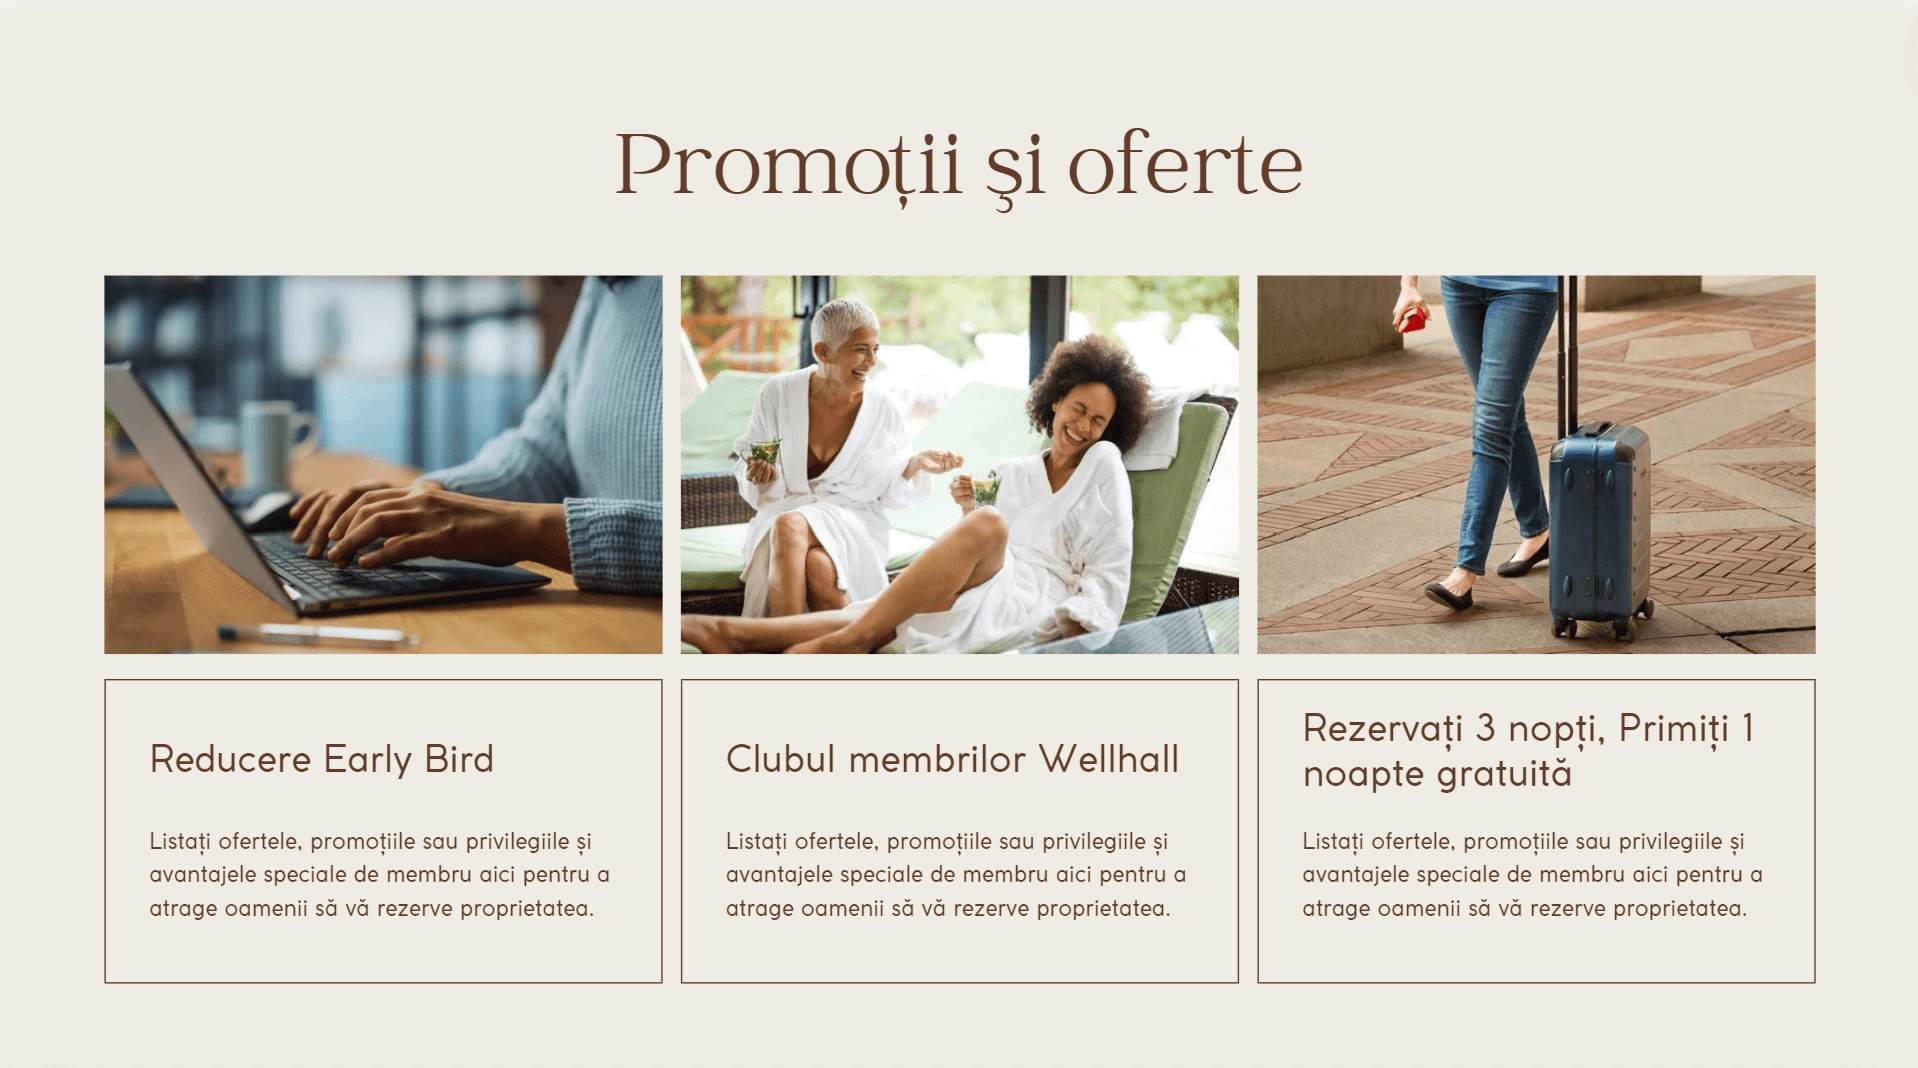 Promoții şi oferte
Reducere Early Bird
Listați ofertele, promoțiile sau privilegiile și
avantajele speciale de membru aici pentru a
atrage oamenii să vă rezerve proprietatea.
Clubul membrilor Wellhall
Listați ofertele, promoțiile sau privilegiile și
avantajele speciale de membru aici pentru a
atrage oamenii să vă rezerve proprietatea.
Rezervați 3 nopți, Primiți 1
noapte gratuită
Listați ofertele, promoțiile sau privilegiile și
avantajele speciale de membru aici pentru a
atrage oamenii să vă rezerve proprietatea.